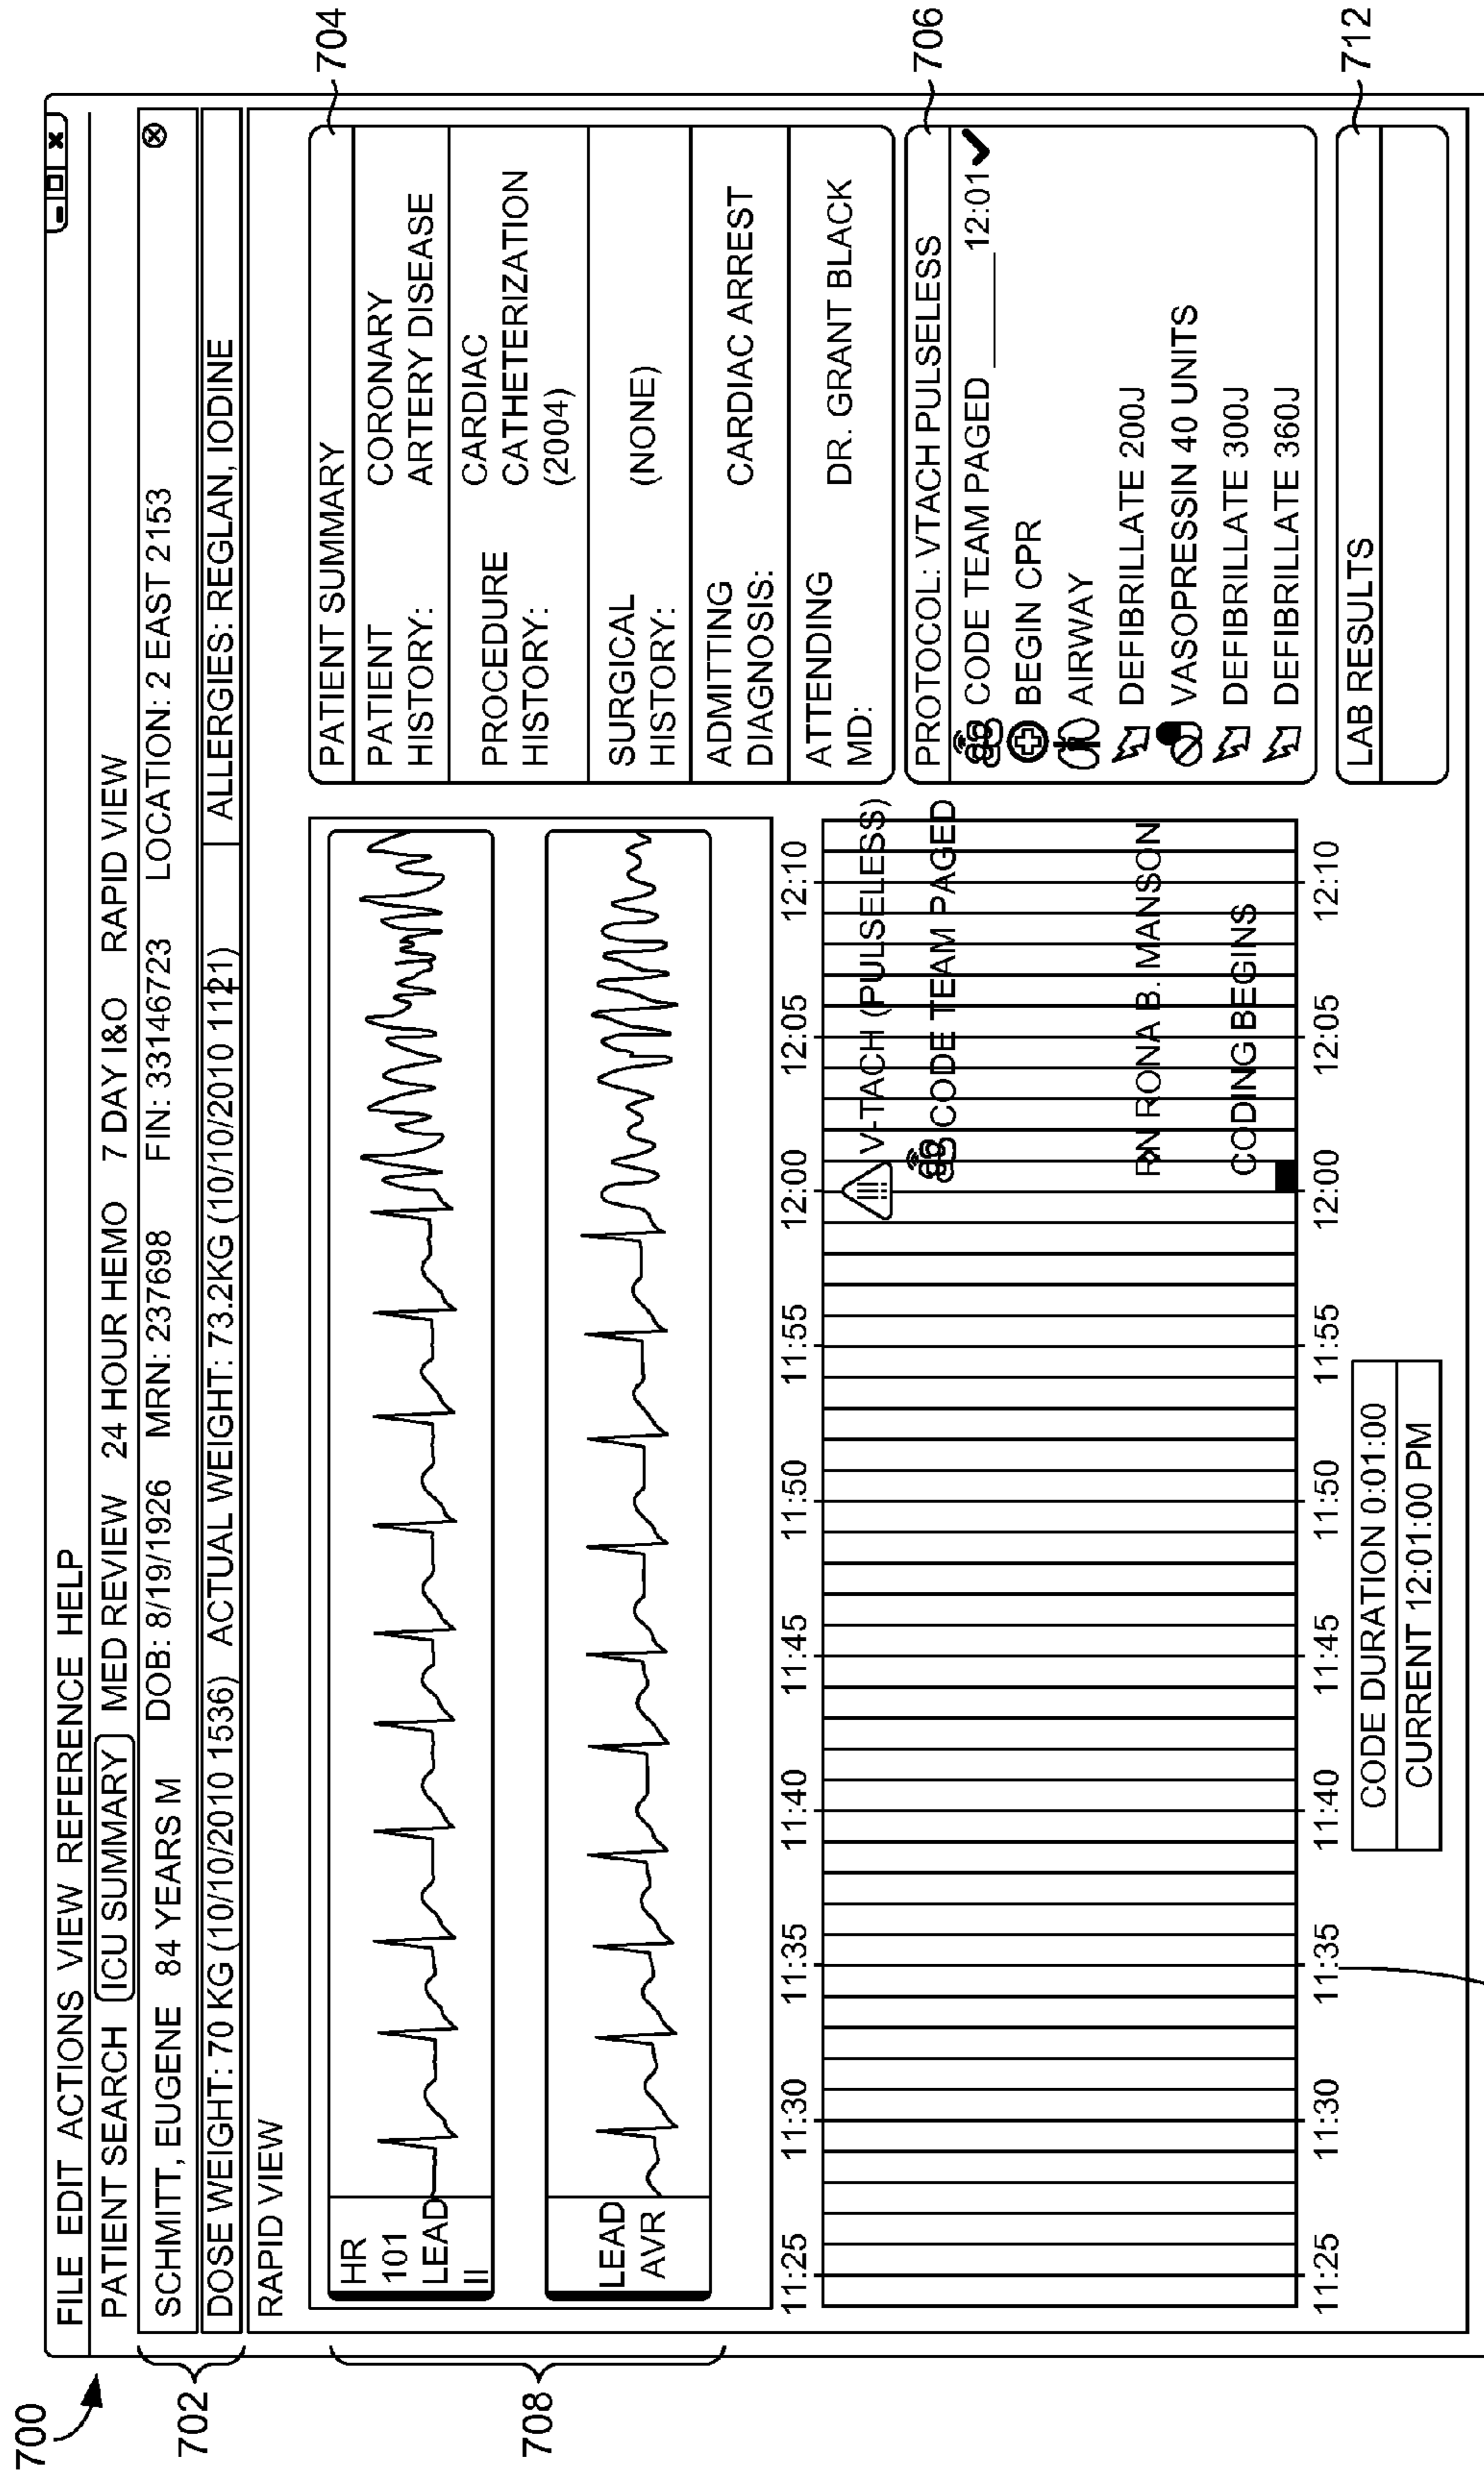 700
FILE EDIT ACTIONS VIEW REFERENCE HELP
PATIENT SEARCH ICU SUMMARY MED REVIEW 24 HOUR HEMO 7 DAY I&O RAPID VIEW
702
SCHMITT, EUGENE 84 YEARS M DOB: 8/19/1926 MRN: 237698 FIN: 33146723 LOCATION: 2 EAST 2153
DOSE WEIGHT: 70 KG (10/10/2010 1536) ACTUAL WEIGHT: 73.2KG (10/10/2010 1121) ALLERGIES: REGLAN, IODINE
RAPID VIEW
708
HR
101
LEAD
II
LEAD
AVR
11:25 11:30 11:35 11:40 11:45 11:50 11:55 12:00 12:05 12:10
V-TACH (PULSELESS)
CODE TEAM PAGED
RN RONA B. MANSON
CODING BEGINS
11:25 11:30 11:35 11:40 11:45 11:50 11:55 12:00 12:05 12:10
CODE DURATION 0:01:00
CURRENT 12:01:00 PM
704
PATIENT SUMMARY
PATIENT CORONARY
HISTORY: ARTERY DISEASE
PROCEDURE CARDIAC
HISTORY: CATHETERIZATION
(2004)
SURGICAL (NONE)
HISTORY:
ADMITTING CARDIAC ARREST
DIAGNOSIS:
ATTENDING DR. GRANT BLACK
MD:
706
PROTOCOL: VTACH PULSELESS
CODE TEAM PAGED ______ 12:01
BEGIN CPR
AIRWAY
DEFIBRILLATE 200J
VASOPRESSIN 40 UNITS
DEFIBRILLATE 300J
DEFIBRILLATE 360J
712
LAB RESULTS